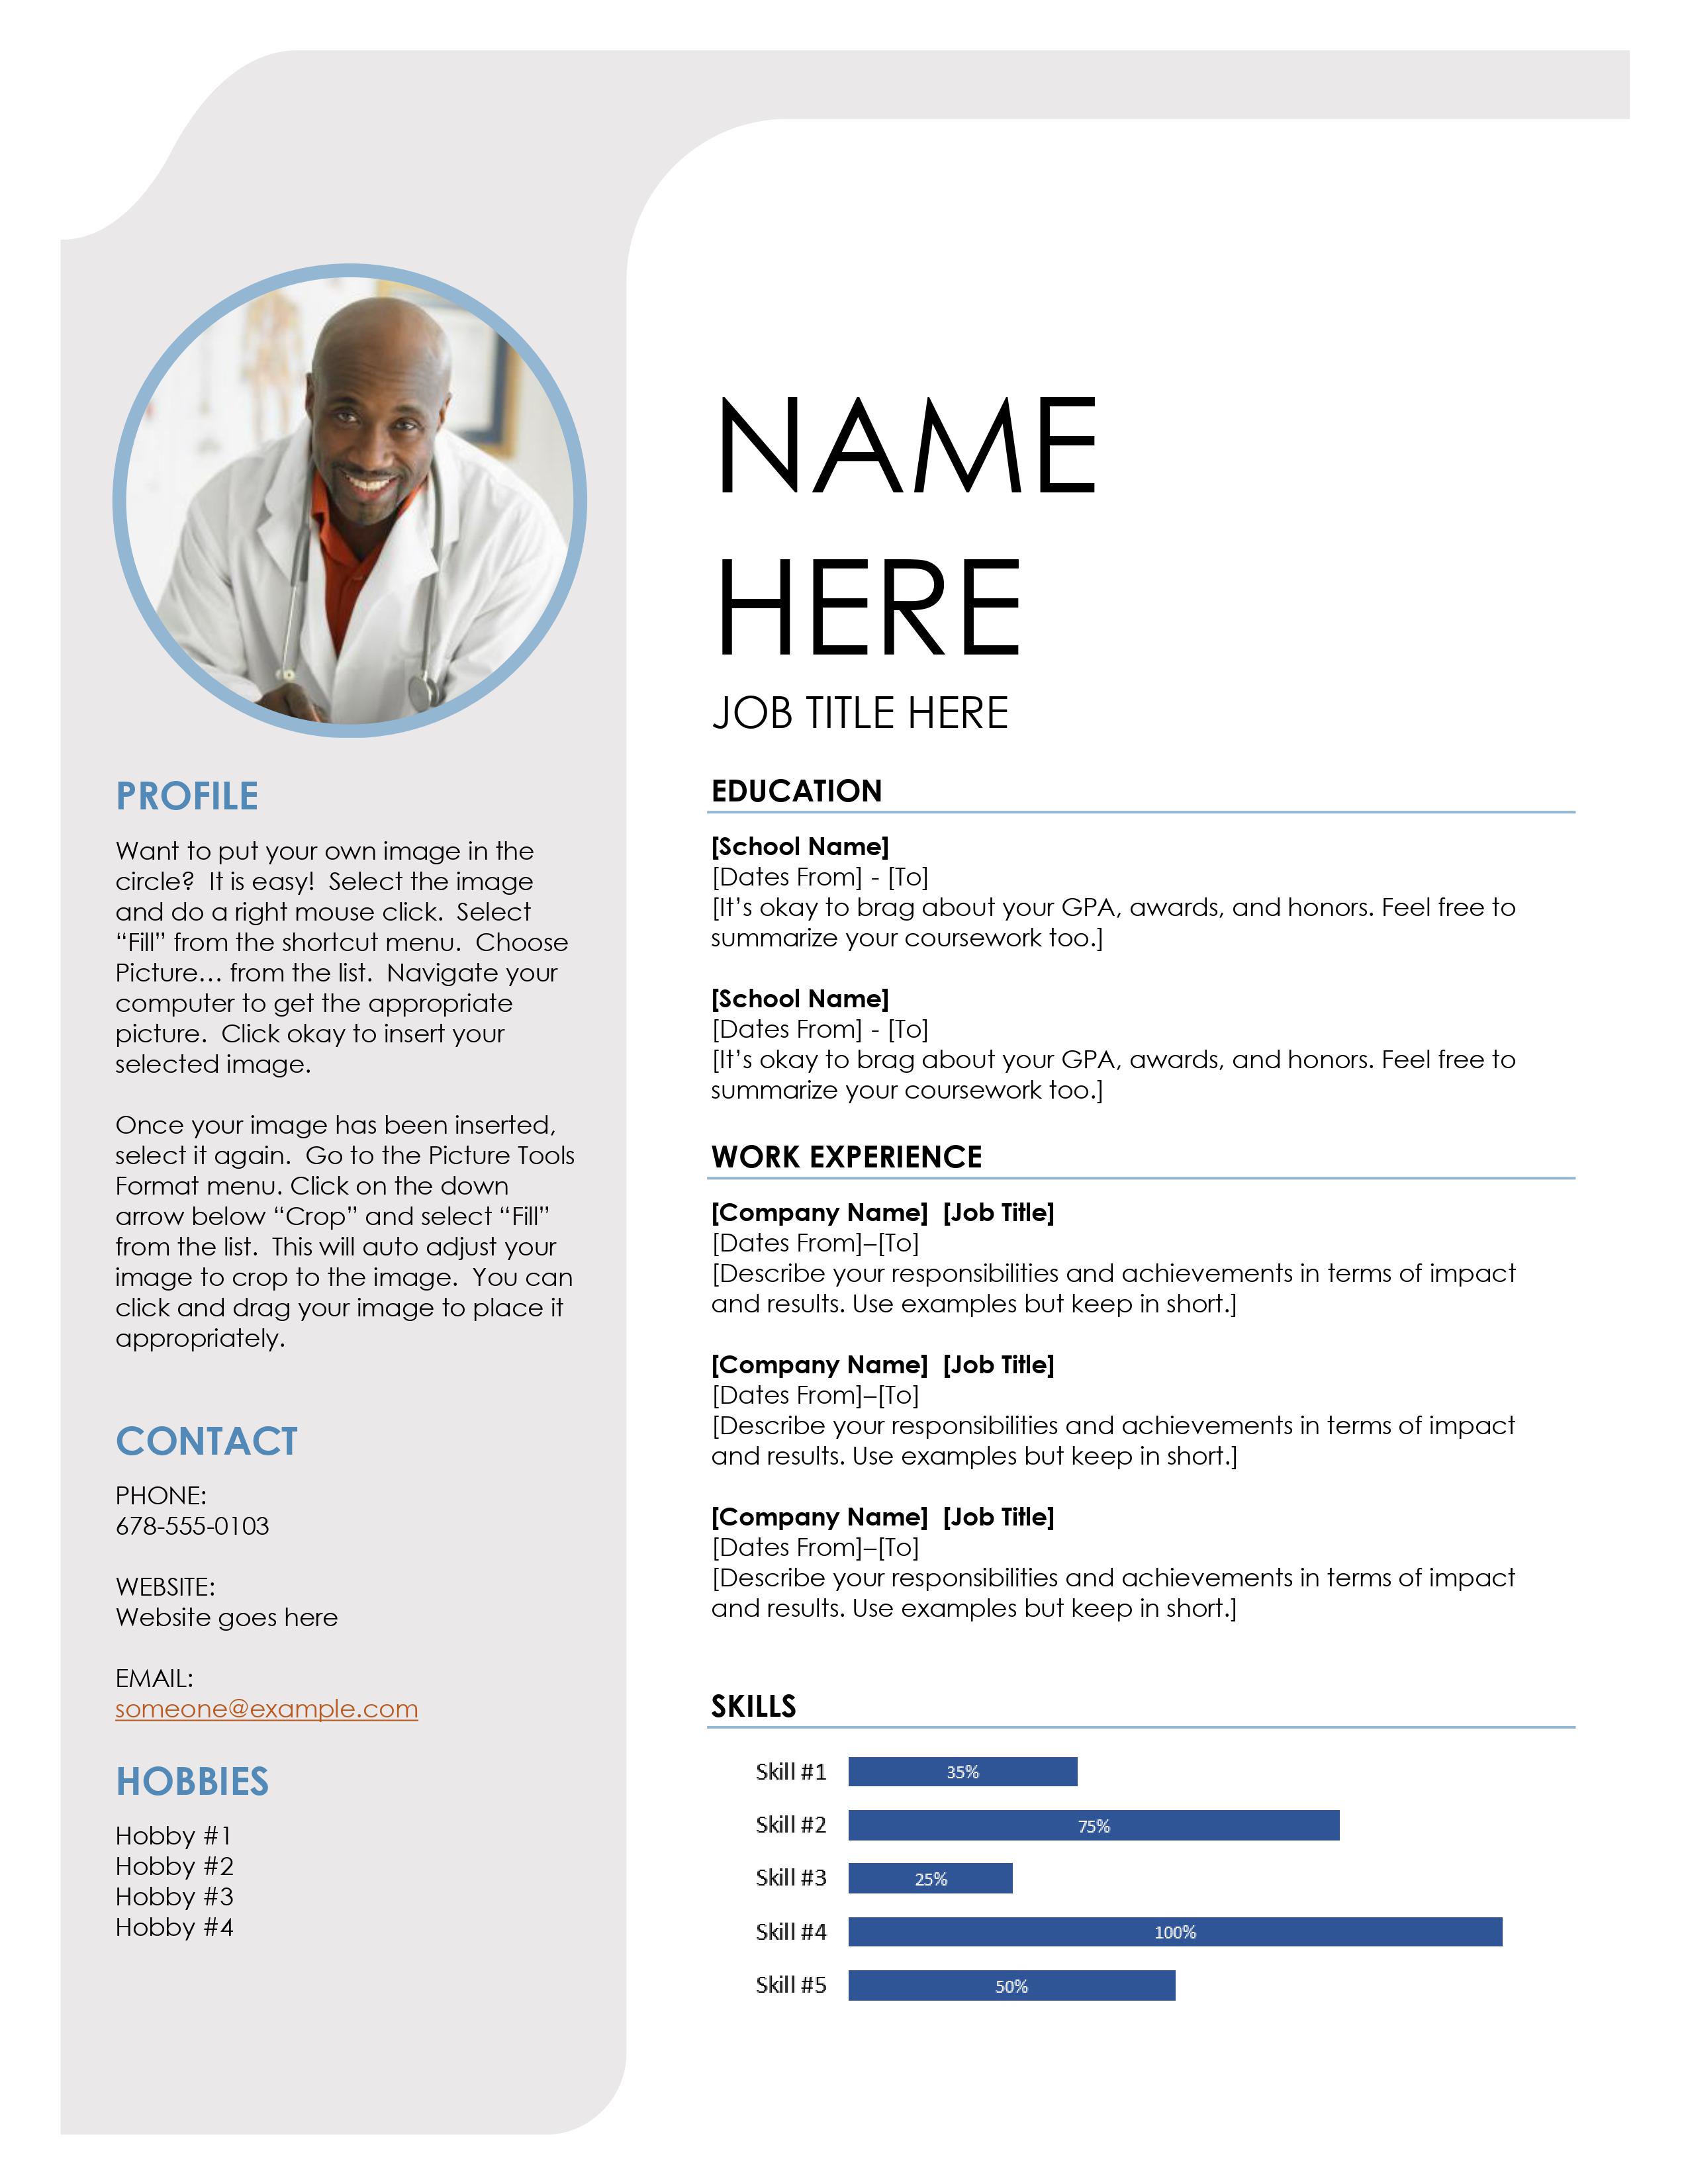 NAME
HERE
JOB TITLE HERE
PROFILE
Want to put your own image in the
circle?  It is easy!  Select the image
and do a right mouse click.  Select
“Fill” from the shortcut menu.  Choose
Picture… from the list.  Navigate your
computer to get the appropriate
picture.  Click okay to insert your
selected image.
Once your image has been inserted,
select it again.  Go to the Picture Tools
Format menu. Click on the down
arrow below “Crop” and select “Fill”
from the list.  This will auto adjust your
image to crop to the image.  You can
click and drag your image to place it
appropriately.
CONTACT
PHONE:
678-555-0103
WEBSITE:
Website goes here
EMAIL:
someone@example.com
HOBBIES
Hobby #1
Hobby #2
Hobby #3
Hobby #4
EDUCATION
[School Name]
[Dates From] - [To]
[It’s okay to brag about your GPA, awards, and honors. Feel free to
summarize your coursework too.]
[School Name]
[Dates From] - [To]
[It’s okay to brag about your GPA, awards, and honors. Feel free to
summarize your coursework too.]
WORK EXPERIENCE
[Company Name]  [Job Title]
[Dates From]–[To]
[Describe your responsibilities and achievements in terms of impact
and results. Use examples but keep in short.]
[Company Name]  [Job Title]
[Dates From]–[To]
[Describe your responsibilities and achievements in terms of impact
and results. Use examples but keep in short.]
[Company Name]  [Job Title]
[Dates From]–[To]
[Describe your responsibilities and achievements in terms of impact
and results. Use examples but keep in short.]
SKILLS
Skill #1 35%
Skill #2 75%
Skill #3 25%
Skill #4 100%
Skill #5 50%